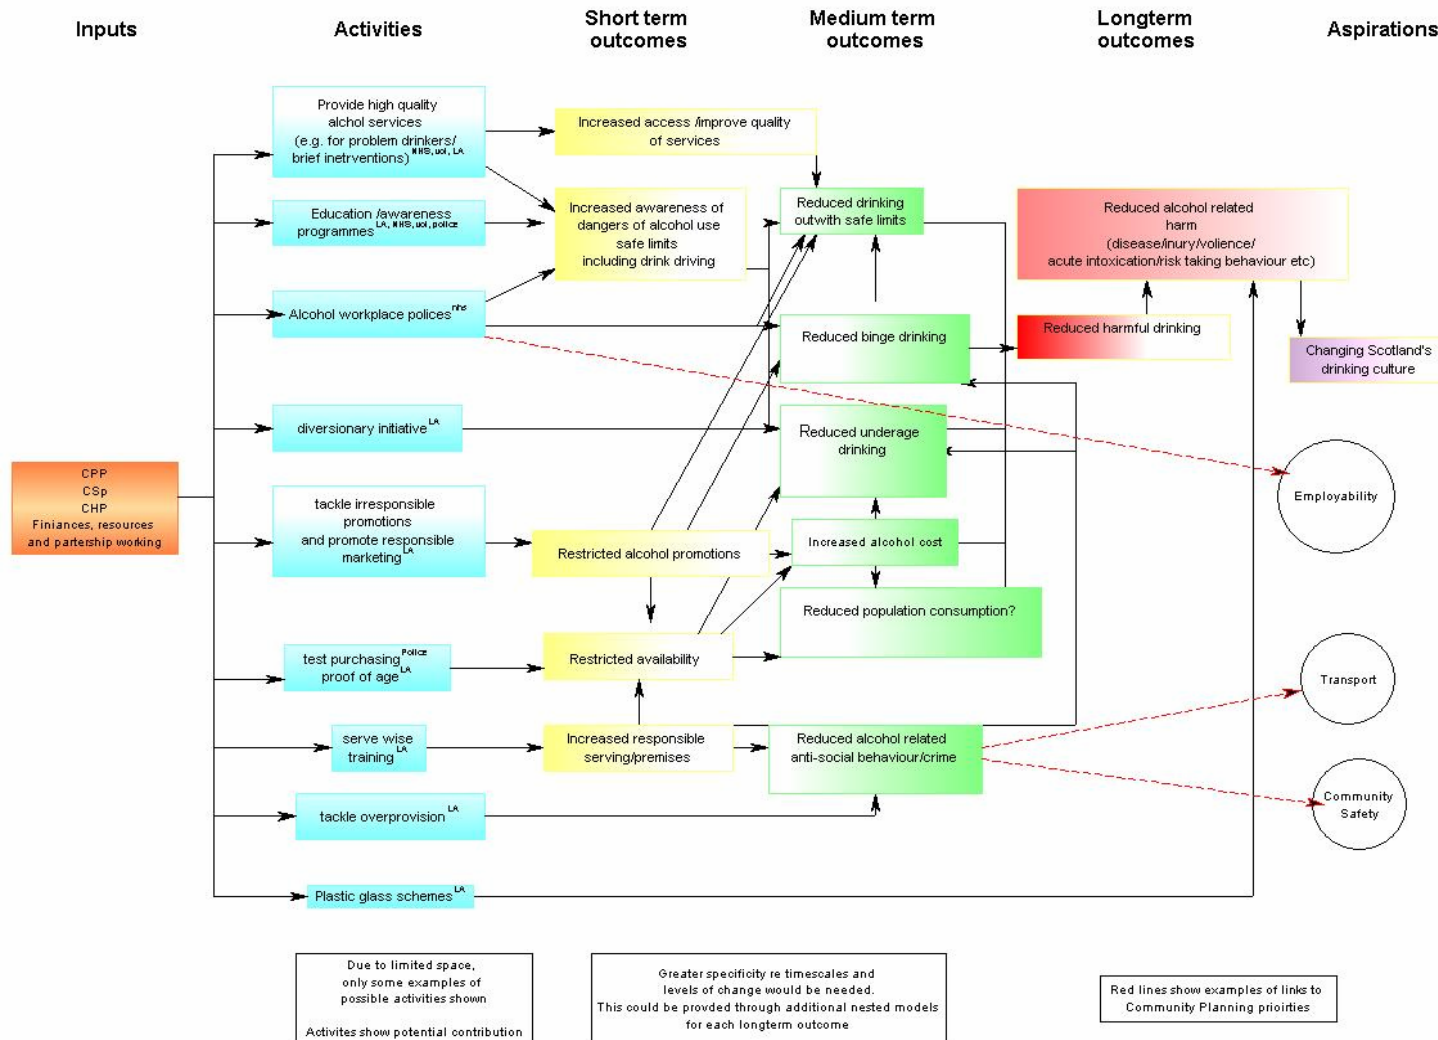 Inputs
Activities
Short term
outcomes
Medium term
outcomes
Longterm
outcomes
Aspirations
CPP
CSp
CHP
Finiances, resources
and partership working
Provide high quality
alchol services
(e.g. for problem drinkers/
brief inetrventions) NHS, uol, LA
Education /awareness
programmes LA, NHS, uol, police
Alcohol workplace polices nhs
diversionary initiative LA
tackle irresponsible
promotions
and promote responsible
marketing LA
test purchasing Police
proof of age LA
serve wise
training LA
tackle overprovision LA
Plastic glass schemes LA
Increased access /improve quality
of services
Increased awareness of
dangers of alcohol use
safe limits
including drink driving
Restricted alcohol promotions
Restricted availability
Increased responsible
serving/premises
Reduced drinking
outwith safe limits
Reduced binge drinking
Reduced underage
drinking
Increased alcohol cost
Reduced population consumption?
Reduced alcohol related
anti-social behaviour/crime
Reduced alcohol related
harm
(disease/inury/volience/
acute intoxication/risk taking behaviour etc)
Reduced harmful drinking
Changing Scotland's
drinking culture
Employability
Transport
Community
Safety
Due to limited space,
only some examples of
possible activities shown
Activites show potential contribution
Greater specificity re timescales and
levels of change would be needed.
This could be provded through additional nested models
for each longterm outcome
Red lines show examples of links to
Community Planning prioirties